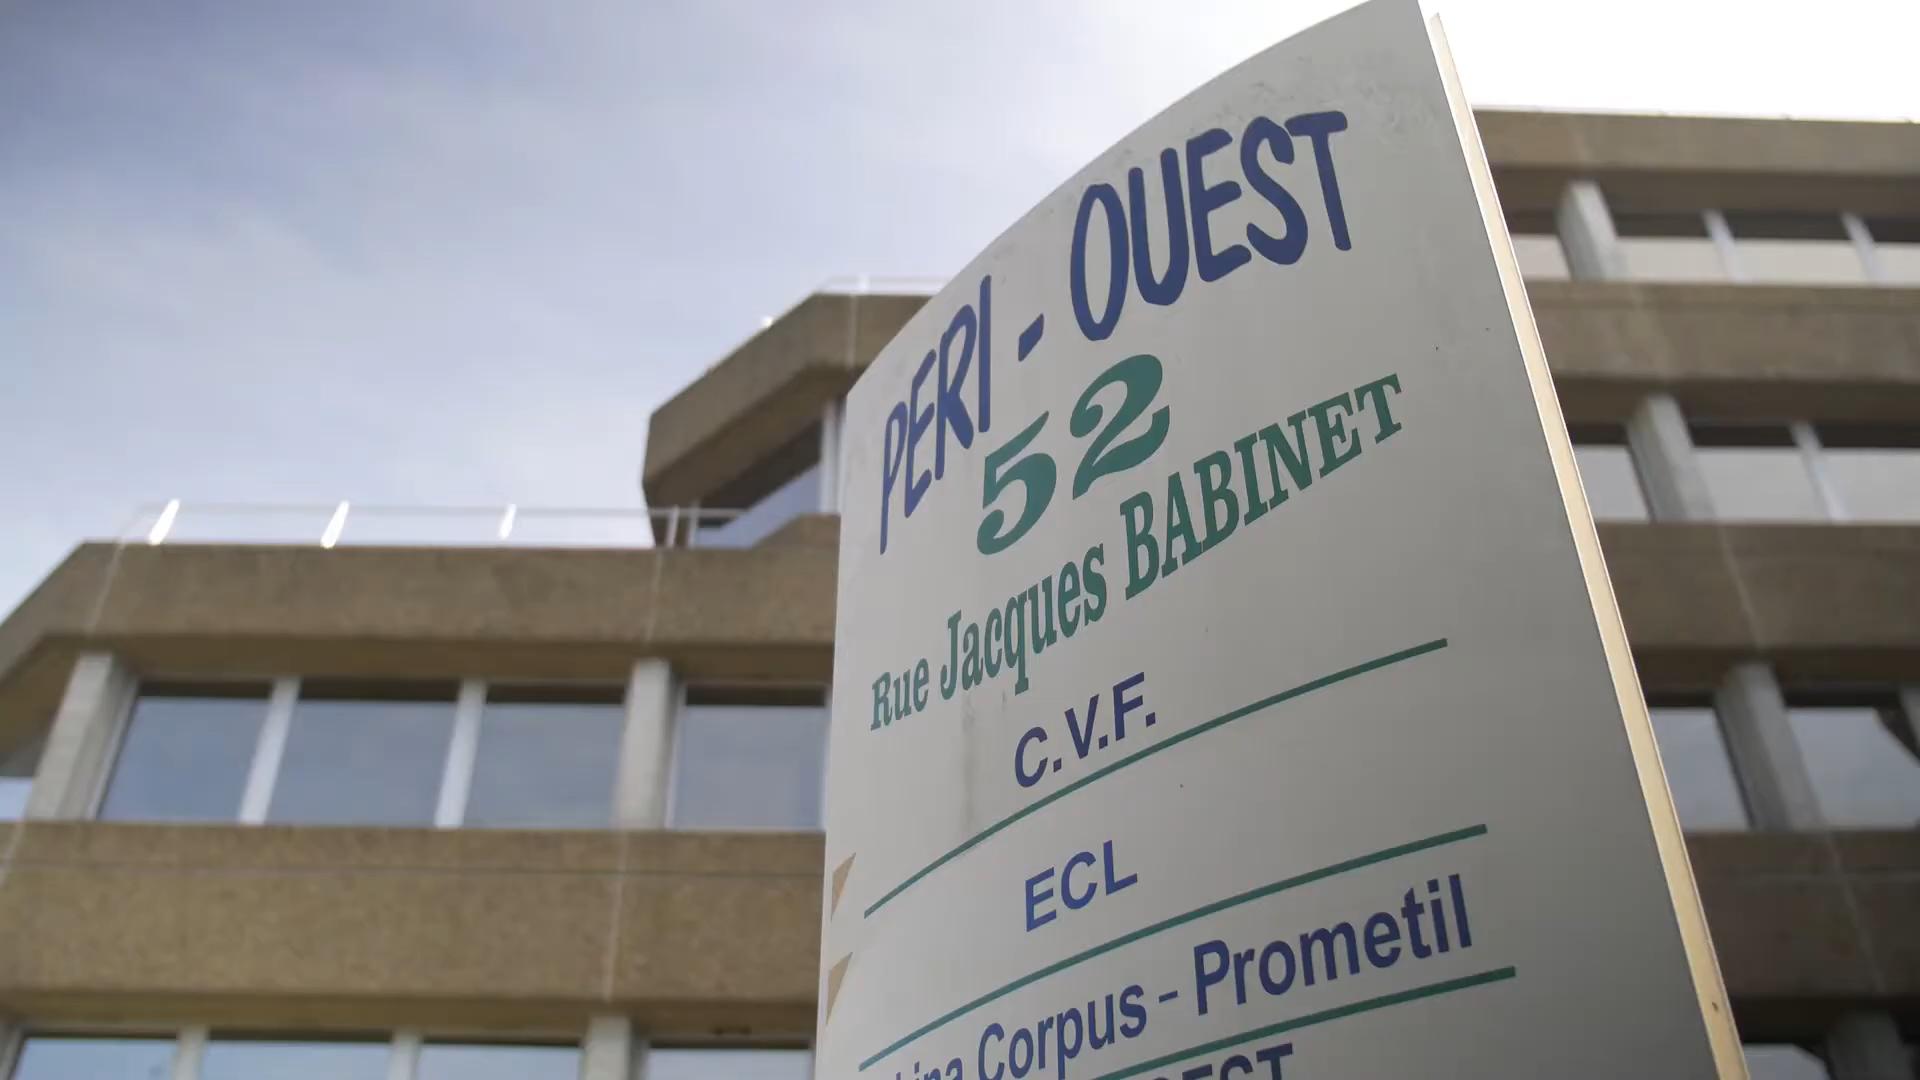 PERI - OUEST
52
Rue Jacques BABINET
C.V.F.
ECL
Corpus - Prometil